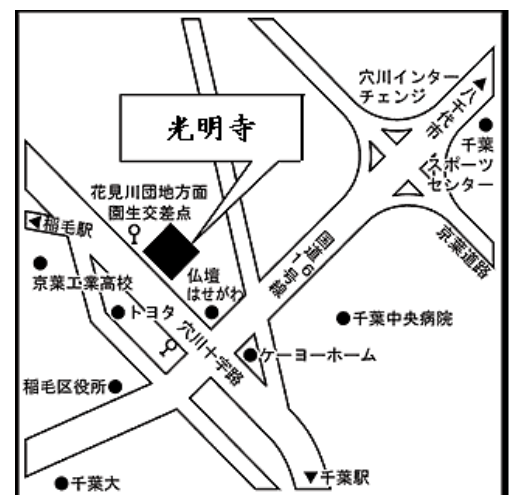 穴川インター
チェンジ
八千代市
千葉
スポーツ
センター
光明寺
花見川団地方面
園生交差点
稲毛駅
京葉道路
国道16号線
仏壇
はせがわ
京葉工業高校
トヨタ
千葉中央病院
穴川十字路
ケーヨーホーム
稲毛区役所
千葉大
千葉駅